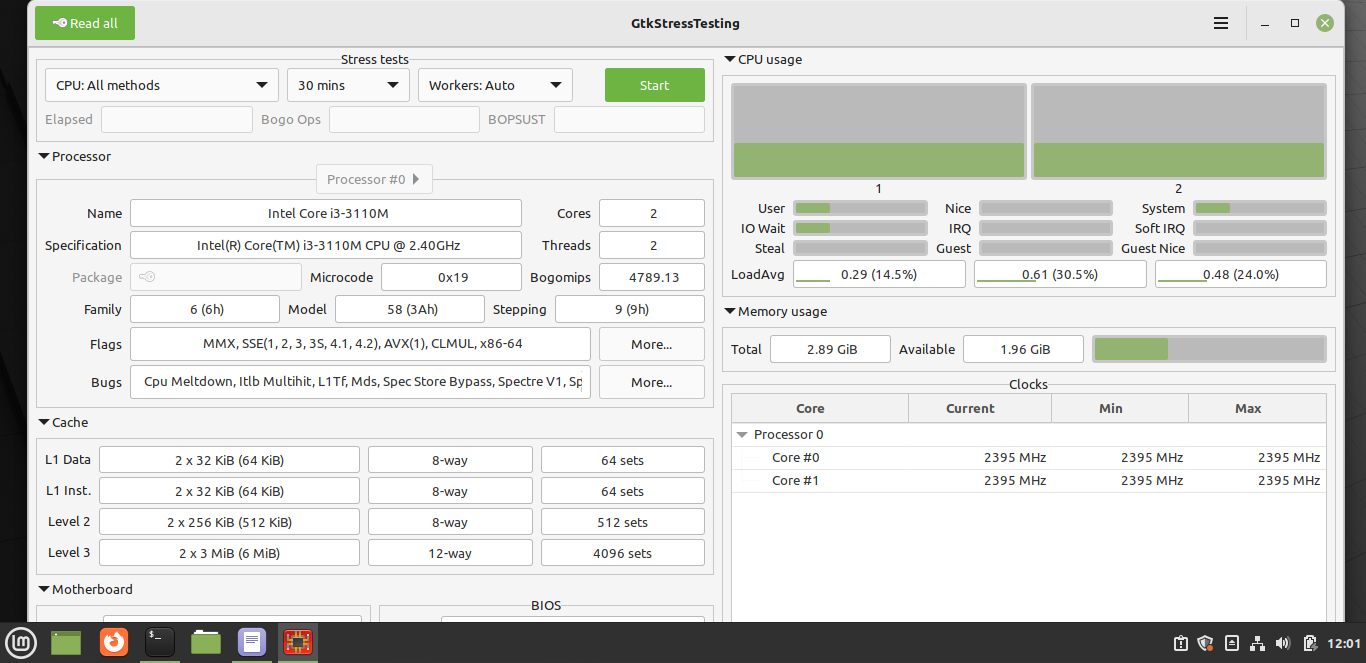 Read all
GtkStressTesting
Stress tests
CPU: All methods 30 mins Workers: Auto Start
Elapsed Bogo Ops BOPSUST
Processor
Processor #0
Name Intel Core i3-3110M Cores 2
Specification Intel(R) Core(TM) i3-3110M CPU @ 2.40GHz Threads 2
Package Microcode 0x19 Bogomips 4789.13
Family 6 (6h) Model 58 (3Ah) Stepping 9 (9h)
Flags MMX, SSE(1, 2, 3, 3S, 4.1, 4.2), AVX(1), CLMUL, x86-64 More...
Bugs Cpu Meltdown, Itlb Multihit, L1Tf, Mds, Spec Store Bypass, Spectre V1, Sp More...
Cache
L1 Data 2 x 32 KiB (64 KiB) 8-way 64 sets
L1 Inst. 2 x 32 KiB (64 KiB) 8-way 64 sets
Level 2 2 x 256 KiB (512 KiB) 8-way 512 sets
Level 3 2 x 3 MiB (6 MiB) 12-way 4096 sets
Motherboard
BIOS
CPU usage
1 2
User Nice System
IO Wait IRQ Soft IRQ
Steal Guest Guest Nice
LoadAvg 0.29 (14.5%) 0.61 (30.5%) 0.48 (24.0%)
Memory usage
Total 2.89 GiB Available 1.96 GiB
Clocks
Core Current Min Max
Processor 0
Core #0 2395 MHz 2395 MHz 2395 MHz
Core #1 2395 MHz 2395 MHz 2395 MHz
12:01